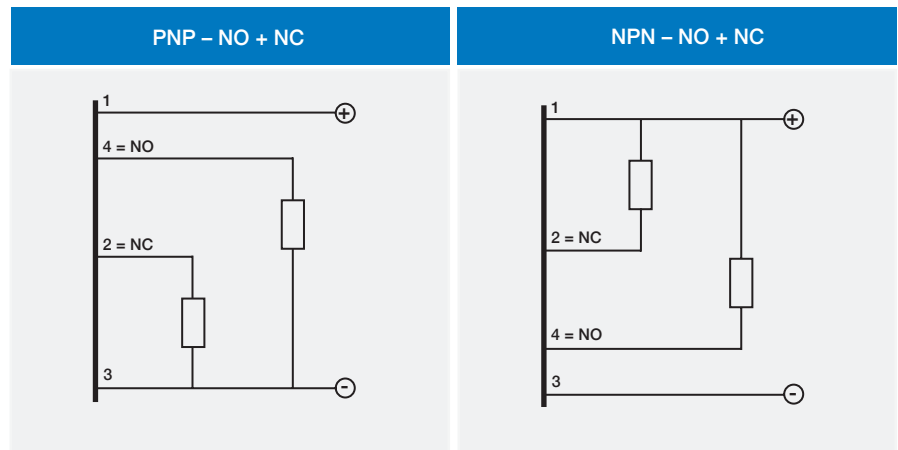 PNP – NO + NC
1
+
4 = NO
2 = NC
3
-
NPN – NO + NC
1
+
2 = NC
4 = NO
3
-